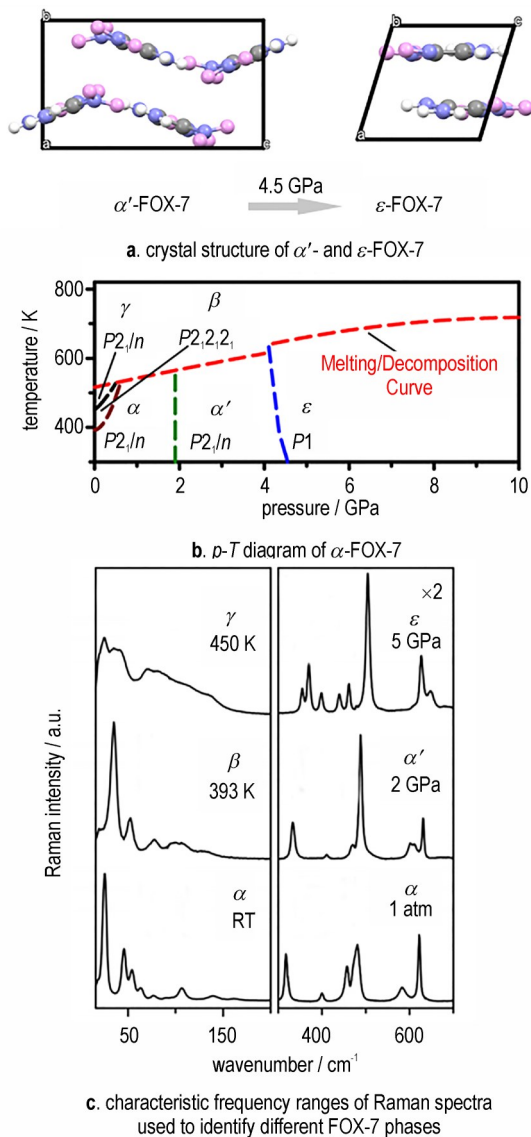 b
a
c
b
c
a
4.5 GPa
α′-FOX-7
ε-FOX-7
a. crystal structure of α′- and ε-FOX-7
800
600
400
temperature / K
γ
P2₁/n
β
P2₁2₁2₁
Melting/Decomposition
Curve
α
P2₁/n
α′
P2₁/n
ε
P1
0
2
4
6
8
10
pressure / GPa
b. p-T diagram of α-FOX-7
Raman intensity / a.u.
γ
450 K
×2
ε
5 GPa
β
393 K
α′
2 GPa
α
RT
α
1 atm
50
150
400
600
wavenumber / cm⁻¹
c. characteristic frequency ranges of Raman spectra
used to identify different FOX-7 phases